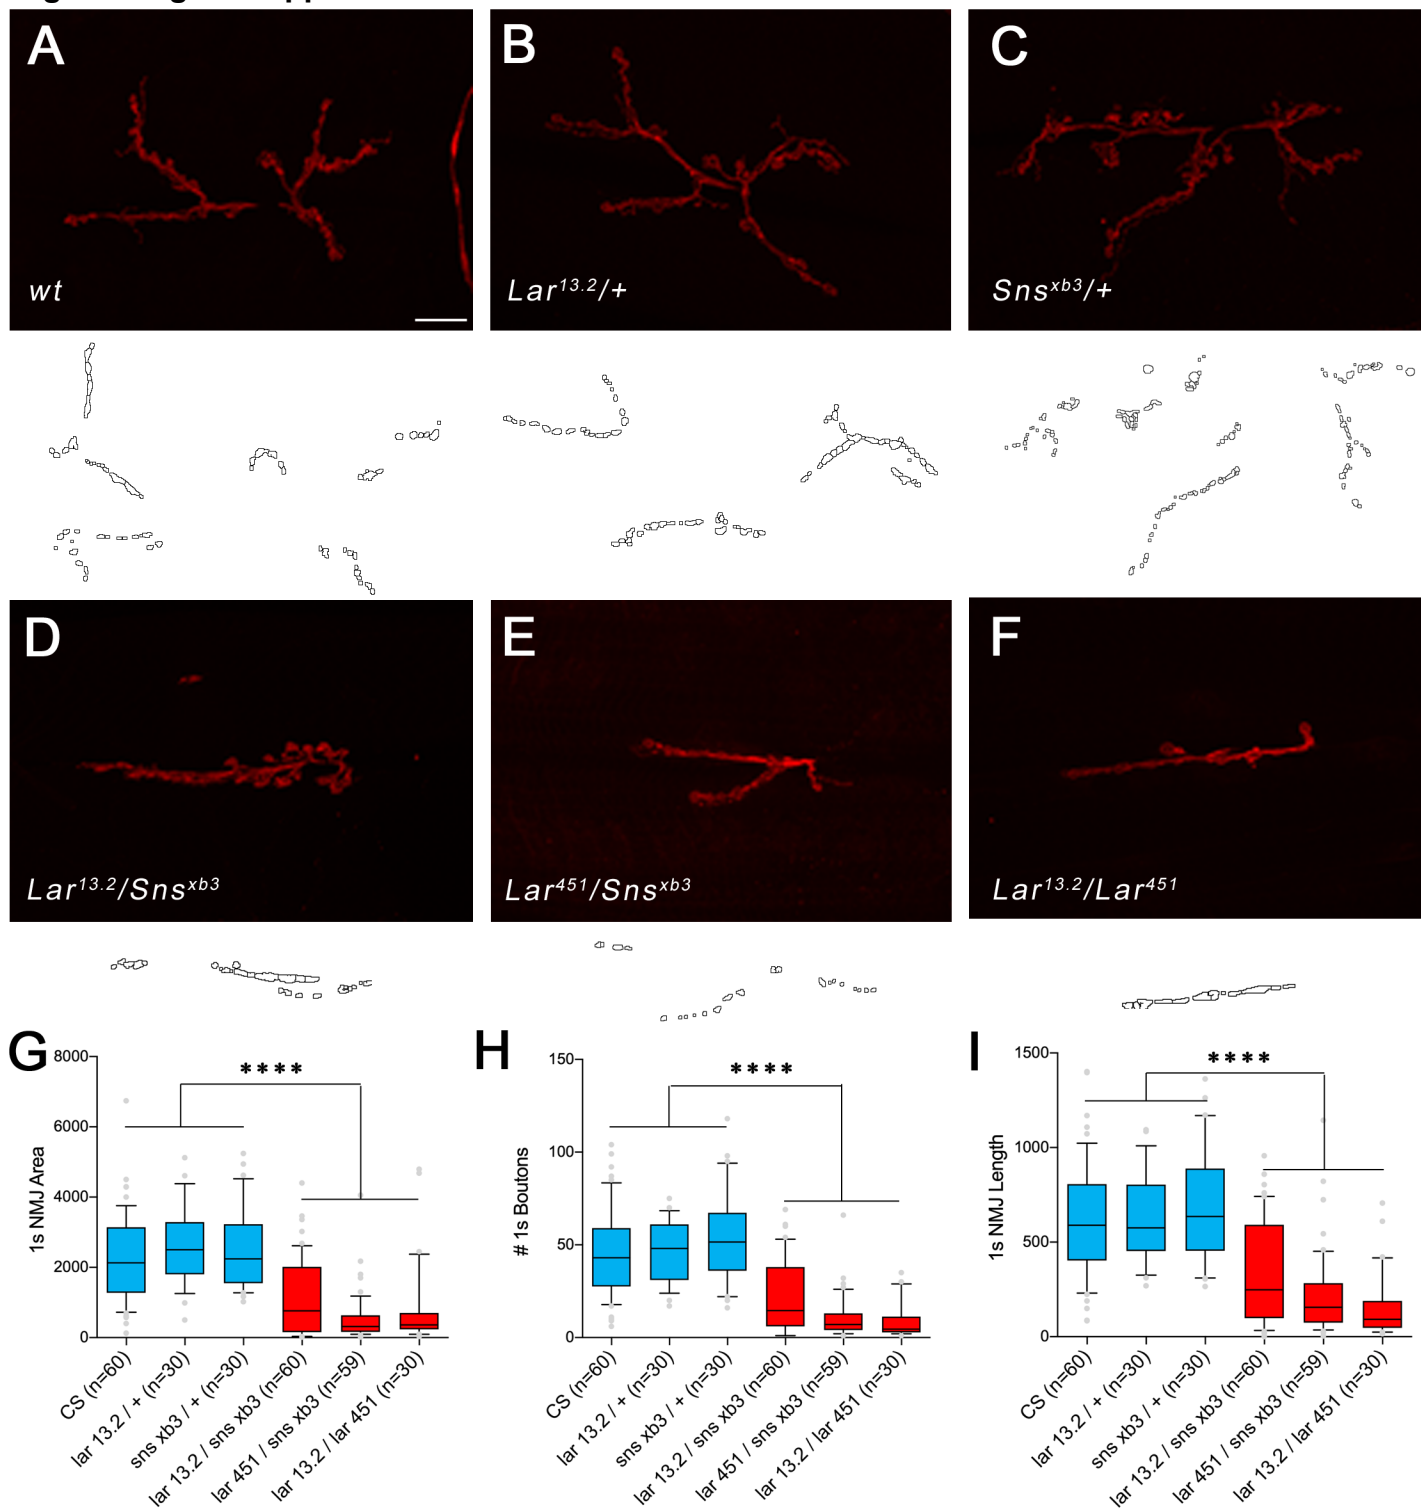 A
B
C
wt
Lar13.2/+
Snsxb3/+
D
E
F
Lar13.2/Snsxb3
Lar451/Snsxb3
Lar13.2/Lar451
G
8000
6000
4000
2000
0
1s NMJ Area
****
CS (n=60)
lar 13.2 / + (n=30)
sns xb3 / + (n=30)
lar 13.2 / sns xb3 (n=60)
lar 451 / sns xb3 (n=59)
lar 13.2 / lar 451 (n=30)
H
150
100
50
0
# 1s Boutons
****
CS (n=60)
lar 13.2 / + (n=30)
sns xb3 / + (n=30)
lar 13.2 / sns xb3 (n=60)
lar 451 / sns xb3 (n=59)
lar 13.2 / lar 451 (n=30)
I
1500
1000
500
0
1s NMJ Length
****
CS (n=60)
lar 13.2 / + (n=30)
sns xb3 / + (n=30)
lar 13.2 / sns xb3 (n=60)
lar 451 / sns xb3 (n=59)
lar 13.2 / lar 451 (n=30)